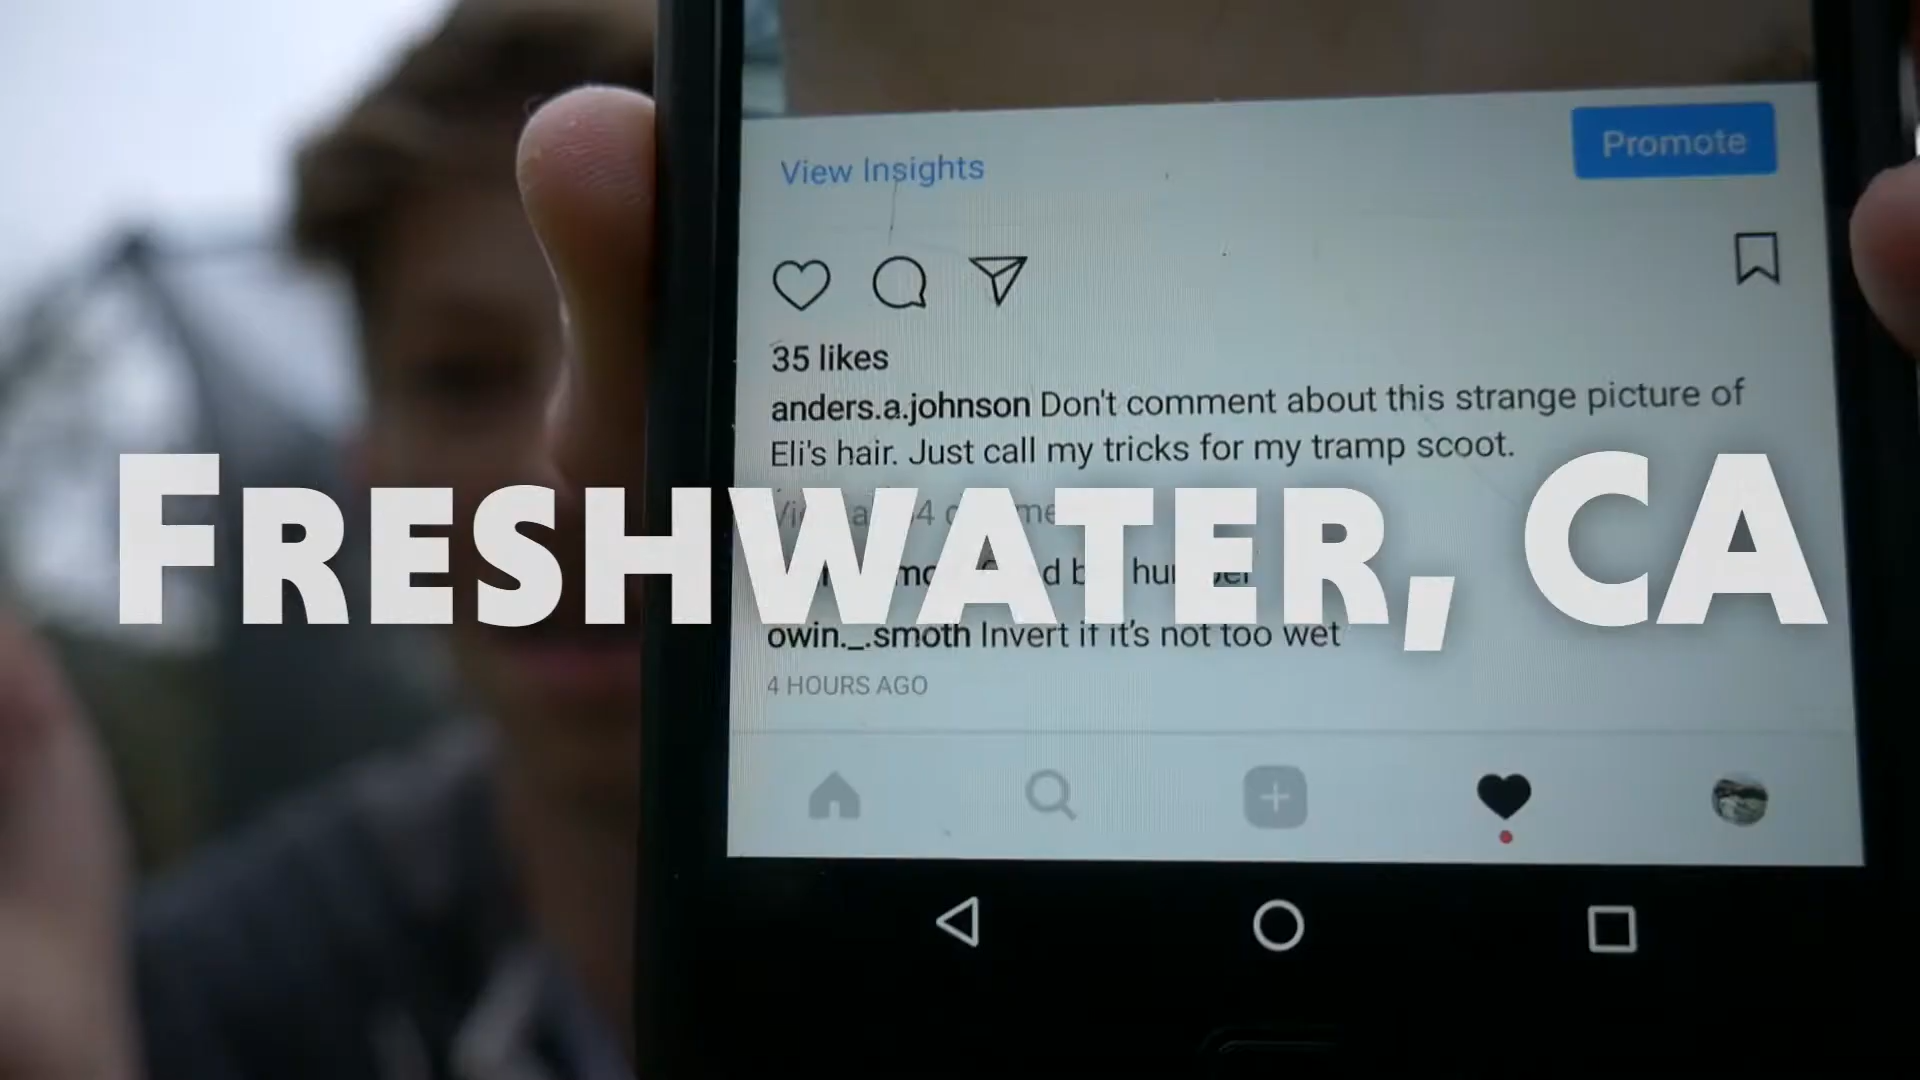 View Insights
Promote
35 likes
anders.a.johnson Don't comment about this strange picture of
Eli's hair. Just call my tricks for my tramp scoot.
FRESHWATER, CA
owin._.smoth Invert if it's not too wet
4 HOURS AGO